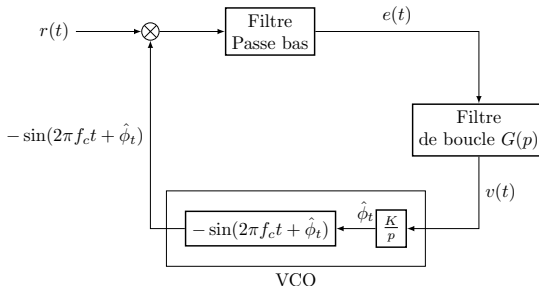 r(t)
Filtre
Passe bas
e(t)
− sin(2πf_c t + φ̂_t)
Filtre
de boucle G(p)
v(t)
φ̂_t
− sin(2πf_c t + φ̂_t)
K/p
VCO